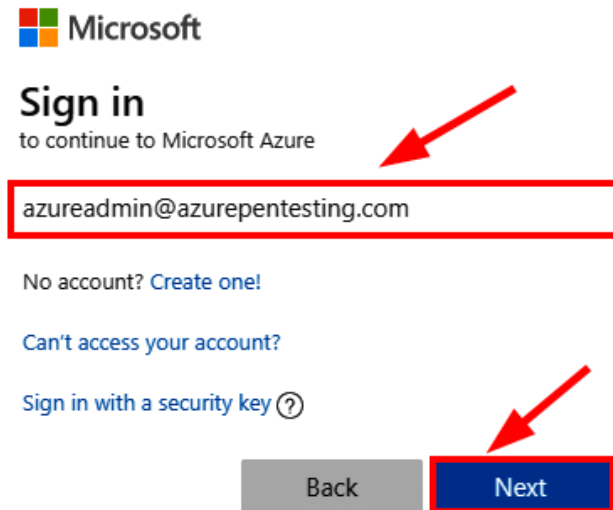 Microsoft
Sign in
to continue to Microsoft Azure
azureadmin@azurepentesting.com
No account? Create one!
Can't access your account?
Sign in with a security key ?
Back Next